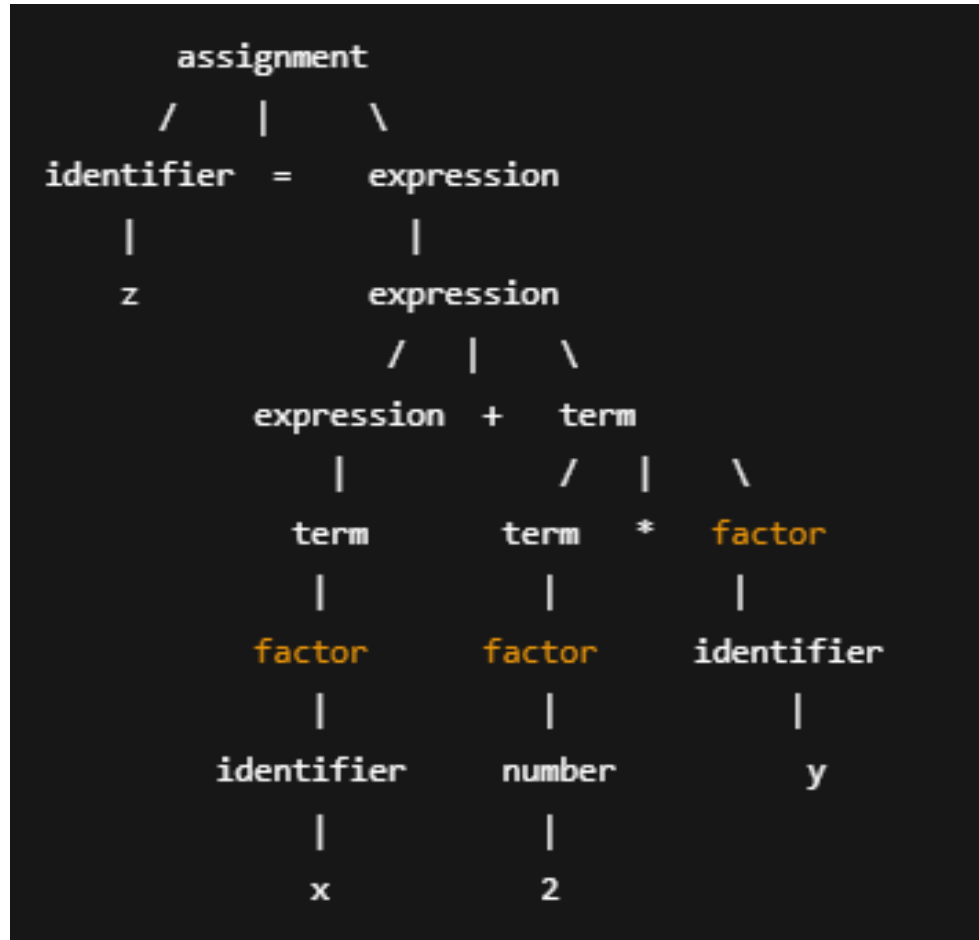 assignment
/ | \
identifier = expression
| |
z expression
/ | \
expression + term
| / | \
term term * factor
| | |
factor factor identifier
| | |
identifier number y
| |
x 2